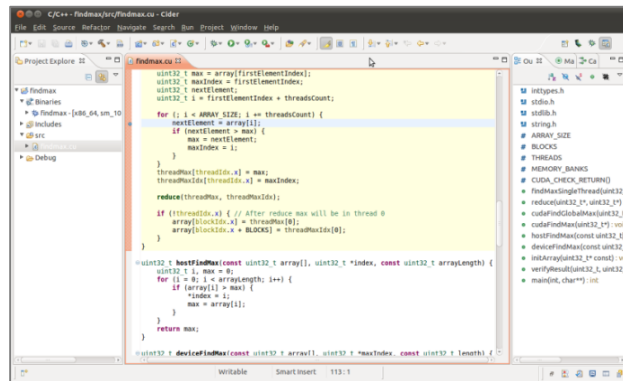 C/C++ - findmax/src/findmax.cu - Cider
File Edit Source Refactor Navigate Search Run Project Window Help
Project Explore
findmax
Binaries
findmax - [x86_64, sm_10
Includes
src
findmax.cu
Debug
findmax.cu
uint32_t max = array[firstElementIndex];
uint32_t maxIndex = firstElementIndex;
uint32_t nextElement;
uint32_t i = firstElementIndex + threadsCount;
for (; i < ARRAY_SIZE; i += threadsCount) {
nextElement = array[i];
if (nextElement > max) {
max = nextElement;
maxIndex = i;
}
}
threadMax[threadIdx.x] = max;
threadMaxIdx[threadIdx.x] = maxIndex;
reduce(threadMax, threadMaxIdx);
if (!threadIdx.x) { // After reduce max will be in thread 0
array[blockIdx.x] = threadMax[0];
array[blockIdx.x + BLOCKS] = threadMaxIdx[0];
}
}
uint32_t hostFindMax(const uint32_t array[], uint32_t *index, const uint32_t arrayLength) {
uint32_t i, max = 0;
for (i = 0; i < arrayLength; i++) {
if (array[i] > max) {
*index = i;
max = array[i];
}
}
return max;
}
uint32_t deviceFindMax(const uint32_t array[], uint32_t *maxIndex, const uint32_t length) {
Ou Ma Ca
inttypes.h
stdio.h
stdlib.h
string.h
ARRAY_SIZE
BLOCKS
THREADS
MEMORY_BANKS
CUDA_CHECK_RETURN()
findMaxSingleThread(uint
reduce(uint32_t*, uint32_t*)
cudaFindGlobalMax(uint32
cudaFindMax(uint32_t*) : vo
hostFindMax(const uint32_t
deviceFindMax(const uint32
initArray(uint32_t* const) : v
verifyResult(uint32_t, uint32
main(int, char**) : int
Writable Smart Insert 113 : 1